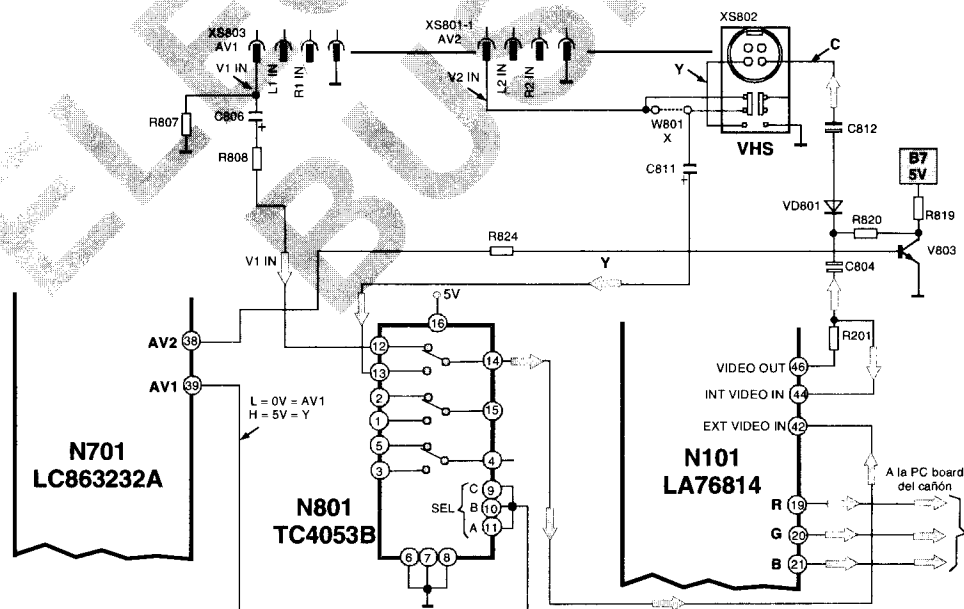 XS803
AV1
V1 IN
L1 IN
R1 IN
XS801-1
AV2
V2 IN
L2 IN
R2 IN
XS802
C
Y
R807
C806
+
R808
W801
X
VHS
C812
B7
5V
C811
+
VD801
R820
R819
V1 IN
R824
Y
V803
C804
5V
R201
AV2
38
AV1
39
L = 0V = AV1
H = 5V = Y
N701
LC863232A
16
12
13
2
1
5
3
14
15
4
C
9
SEL
B
10
A
11
6
7
8
N801
TC4053B
VIDEO OUT
46
INT VIDEO IN
44
EXT VIDEO IN
42
N101
LA76814
R
19
G
20
B
21
A la PC board
del cañón